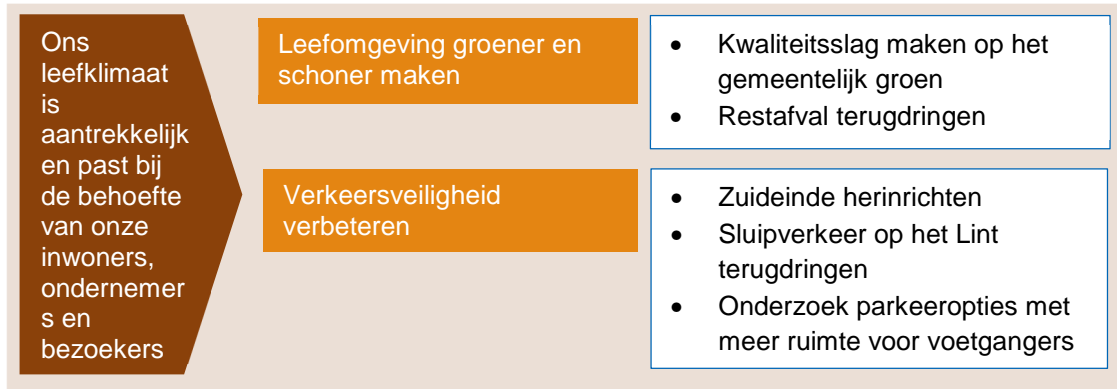 Ons
leefklimaat
is
aantrekkelijk
en past bij
de behoefte
van onze
inwoners,
ondernemer
s en
bezoekers
Leefomgeving groener en
schoner maken
• Kwaliteitsslag maken op het
gemeentelijk groen
• Restafval terugdringen
Verkeersveiligheid
verbeteren
• Zuideinde herinrichten
• Sluipverkeer op het Lint
terugdringen
• Onderzoek parkeeropties met
meer ruimte voor voetgangers